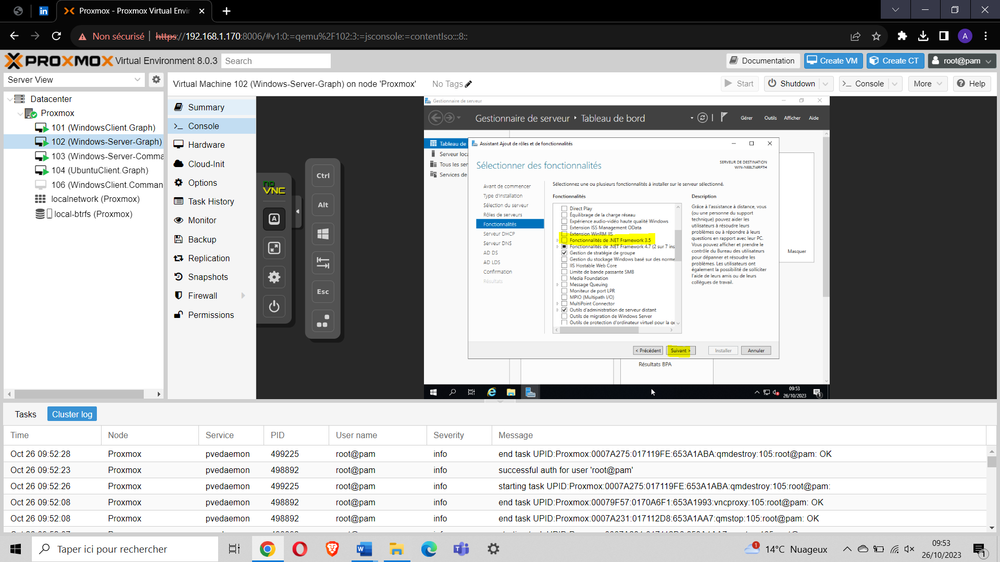 Proxmox - Proxmox Virtual Envir
Non sécurisé
https://192.168.1.170:8006/#v1:0:=qemu%2F102:3:=jsconsole:=contentIso:::8::
A
PROXMOX Virtual Environment 8.0.3
Search
Documentation
Create VM
Create CT
root@pam
Server View
Virtual Machine 102 (Windows-Server-Graph) on node 'Proxmox'
No Tags
Start
Shutdown
Console
More
Help
Datacenter
Proxmox
101 (WindowsClient.Graph)
102 (Windows-Server-Graph)
103 (Windows-Server-Comma
104 (UbuntuClient.Graph)
106 (WindowsClient.Comman
localnetwork (Proxmox)
local-btrfs (Proxmox)
Summary
Console
Hardware
Cloud-Init
Options
Task History
Monitor
Backup
Replication
Snapshots
Firewall
Permissions
no
VNC
A
Ctrl
Alt
Esc
Gestionnaire de serveur
Gestionnaire de serveur
Tableau de bord
Gérer
Outils
Afficher
Aide
Tableau de
Serveur loca
Tous les ser
Services de
Assistant Ajout de rôles et de fonctionnalités
Sélectionner des fonctionnalités
SERVEUR DE DESTINATION
WIN-NE8LTI4RFTH
Avant de commencer
Type d'installation
Sélection du serveur
Rôles de serveurs
Fonctionnalités
Serveur DHCP
Serveur DNS
AD DS
AD LDS
Confirmation
Résultats
Sélectionnez une ou plusieurs fonctionnalités à installer sur le serveur sélectionné.
Fonctionnalités
Direct Play
Équilibrage de la charge réseau
Expérience audio-vidéo haute qualité Windows
Extension ISS Management OData
Extension WinRM IIS
Fonctionnalités de .NET Framework 3.5
Fonctionnalités de .NET Framework 4.7 (2 sur 7 ins
Gestion de stratégie de groupe
Gestion du stockage Windows basé sur des norme
IIS Hostable Web Core
Limite de bande passante SMB
Media Foundation
Message Queuing
Moniteur de port LPR
MPIO (Multipath I/O)
MultiPoint Connector
Outils d'administration de serveur distant
Outils de migration de Windows Server
Outils de protection d'ordinateur virtuel pour la ge
Description
Grâce à l'assistance à distance, vous
(ou une personne du support
technique) pouvez aider les
utilisateurs à résoudre leurs
problèmes ou à répondre à leurs
questions en rapport avec leur PC.
Vous pouvez afficher et prendre le
contrôle du Bureau des utilisateurs
pour dépanner et résoudre les
problèmes. Les utilisateurs ont
également la possibilité de solliciter
l'aide de leurs amis ou de leurs
collègues de travail.
Masquer
< Précédent
Suivant >
Installer
Annuler
Résultats BPA
09:53
26/10/2023
1
Tasks
Cluster log
Time Node Service PID User name Severity Message
Oct 26 09:52:28 Proxmox pvedaemon 499225 root@pam info end task UPID:Proxmox:0007A275:017119FE:653A1ABA:qmdestroy:105:root@pam: OK
Oct 26 09:52:23 Proxmox pvedaemon 498892 root@pam info successful auth for user 'root@pam'
Oct 26 09:52:26 Proxmox pvedaemon 499225 root@pam info starting task UPID:Proxmox:0007A275:017119FE:653A1ABA:qmdestroy:105:root@pam:
Oct 26 09:52:08 Proxmox pvedaemon 498892 root@pam info end task UPID:Proxmox:00079F57:0170A6F1:653A1993:vncproxy:105:root@pam: OK
Oct 26 09:52:08 Proxmox pvedaemon 498892 root@pam info end task UPID:Proxmox:0007A231:017112D8:653A1AA7:qmstop:105:root@pam: OK
Taper ici pour rechercher
1
14°C Nuageux
09:53
26/10/2023
1